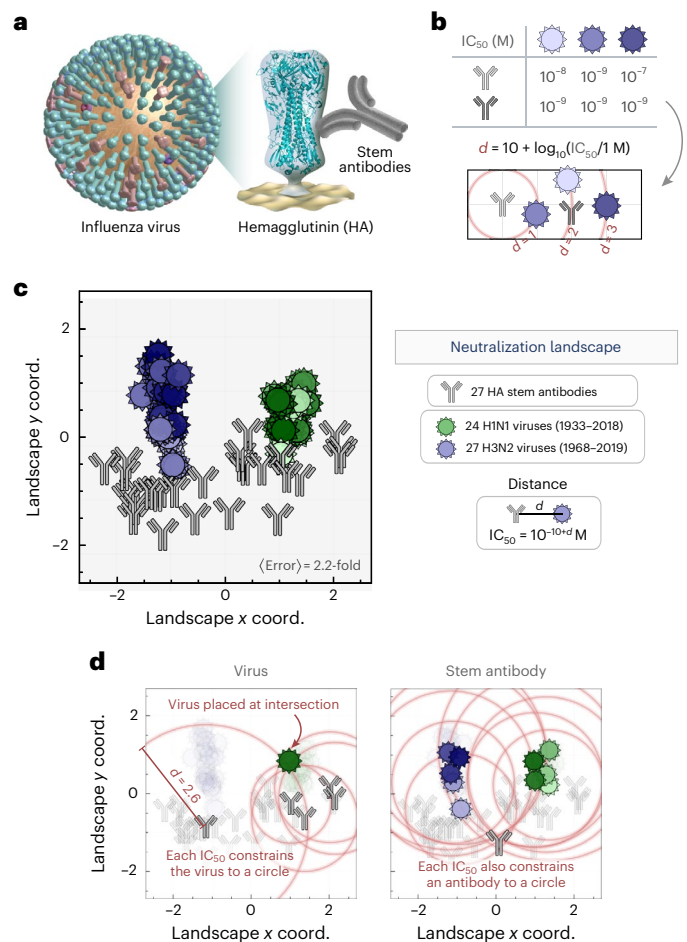 a
Influenza virus
Hemagglutinin (HA)
Stem
antibodies
b
IC50 (M)
10⁻⁸ 10⁻⁹ 10⁻⁷
10⁻⁹ 10⁻⁹ 10⁻⁹
d = 10 + log10(IC50/1 M)
d = 1
d = 2
d = 3
c
Landscape y coord.
2
0
−2
⟨Error⟩ = 2.2-fold
−2 0 2
Landscape x coord.
Neutralization landscape
27 HA stem antibodies
24 H1N1 viruses (1933–2018)
27 H3N2 viruses (1968–2019)
Distance
d
IC50 = 10⁻¹⁰⁺ᵈ M
d
Virus
Landscape y coord.
2
0
−2
Virus placed at intersection
d = 2.6
Each IC50 constrains
the virus to a circle
−2 0 2
Landscape x coord.
Stem antibody
Each IC50 also constrains
an antibody to a circle
−2 0 2
Landscape x coord.